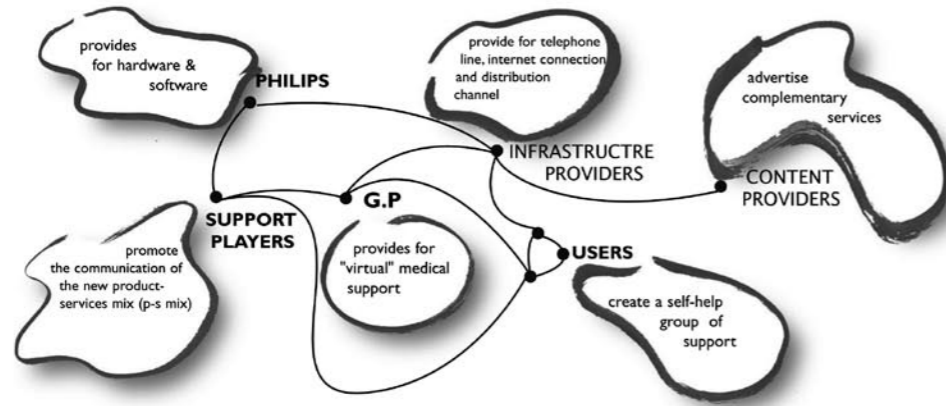 provides
for hardware &
software
PHILIPS
provide for telephone
line, internet connection
and distribution
channel
advertise
complementary
services
INFRASTRUCTRE
PROVIDERS
CONTENT
PROVIDERS
SUPPORT
PLAYERS
G.P
promote
the communication of
the new product-
services mix (p-s mix)
provides for
"virtual" medical
support
USERS
create a self-help
group of
support